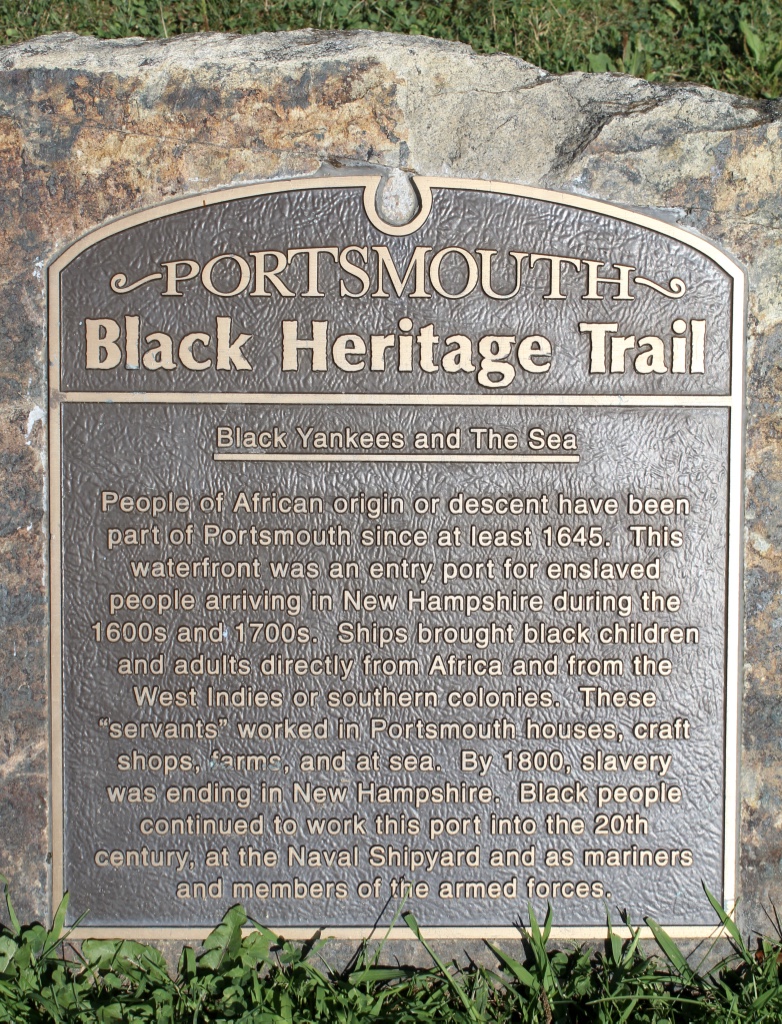 PORTSMOUTH
Black Heritage Trail
Black Yankees and The Sea
People of African origin or descent have been
part of Portsmouth since at least 1645. This
waterfront was an entry port for enslaved
people arriving in New Hampshire during the
1600s and 1700s. Ships brought black children
and adults directly from Africa and from the
West Indies or southern colonies. These
“servants” worked in Portsmouth houses, craft
shops, farms, and at sea. By 1800, slavery
was ending in New Hampshire. Black people
continued to work this port into the 20th
century, at the Naval Shipyard and as mariners
and members of the armed forces.